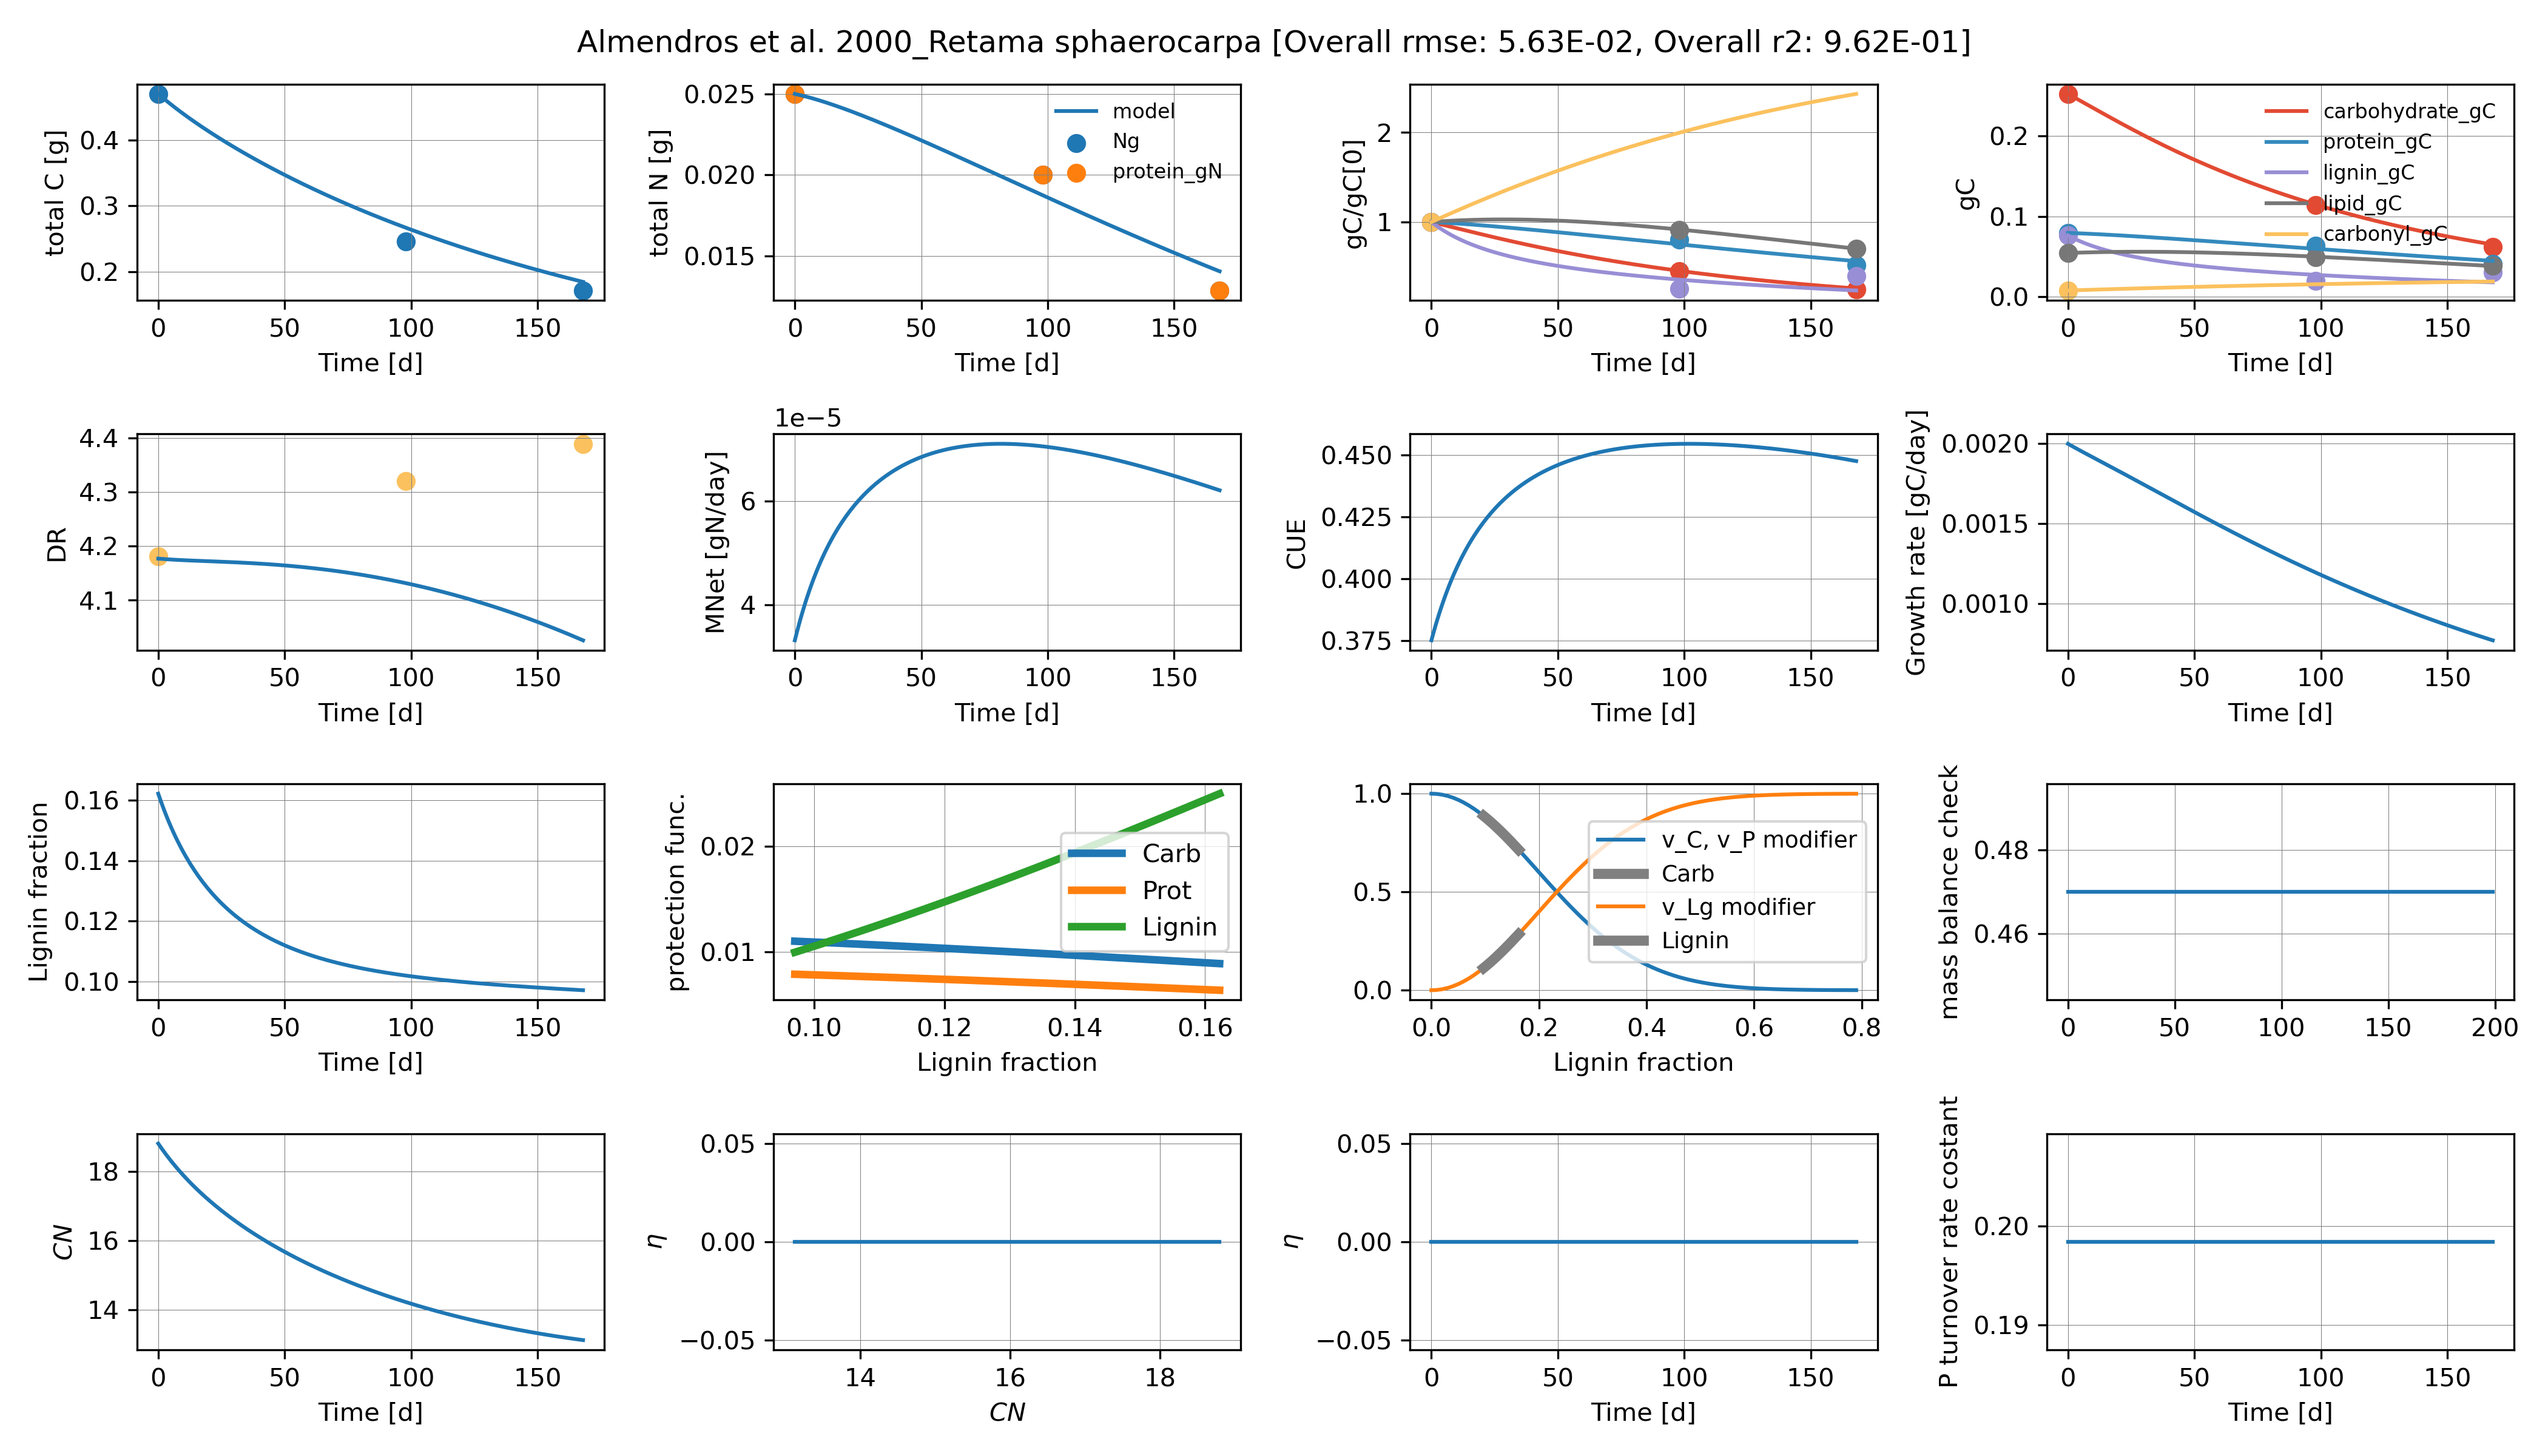 Almendros et al. 2000_Retama sphaerocarpa [Overall rmse: 5.63E-02, Overall r2: 9.62E-01]
total C [g]
0.4
0.3
0.2
0 50 100 150
Time [d]
total N [g]
0.025
0.020
0.015
model
Ng
protein_gN
0 50 100 150
Time [d]
gC/gC[0]
2
1
0 50 100 150
Time [d]
gC
0.2
0.1
0.0
carbohydrate_gC
protein_gC
lignin_gC
lipid_gC
carbonyl_gC
0 50 100 150
Time [d]
DR
4.4
4.3
4.2
4.1
0 50 100 150
Time [d]
1e−5
MNet [gN/day]
6
4
0 50 100 150
Time [d]
CUE
0.450
0.425
0.400
0.375
0 50 100 150
Time [d]
Growth rate [gC/day]
0.0020
0.0015
0.0010
0 50 100 150
Time [d]
Lignin fraction
0.16
0.14
0.12
0.10
0 50 100 150
Time [d]
protection func.
0.02
0.01
Carb
Prot
Lignin
0.10 0.12 0.14 0.16
Lignin fraction
1.0
0.5
0.0
v_C, v_P modifier
Carb
v_Lg modifier
Lignin
0.0 0.2 0.4 0.6 0.8
Lignin fraction
mass balance check
0.48
0.46
0 50 100 150 200
CN
18
16
14
0 50 100 150
Time [d]
η
0.05
0.00
−0.05
14 16 18
CN
η
0.05
0.00
−0.05
0 50 100 150
Time [d]
P turnover rate costant
0.20
0.19
0 50 100 150
Time [d]